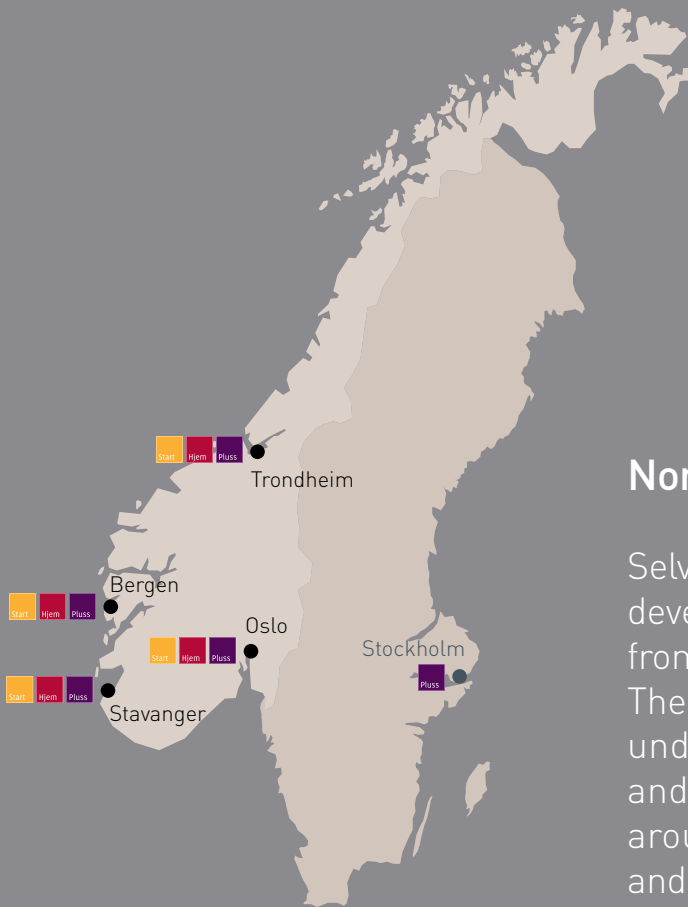 Start Hjem Pluss
Trondheim
Bergen
Start Hjem Pluss
Oslo
Start Hjem Pluss
Stockholm
Pluss
Start Hjem Pluss
Stavanger
Nor
Selv
deve
from
The
und
and
arou
and